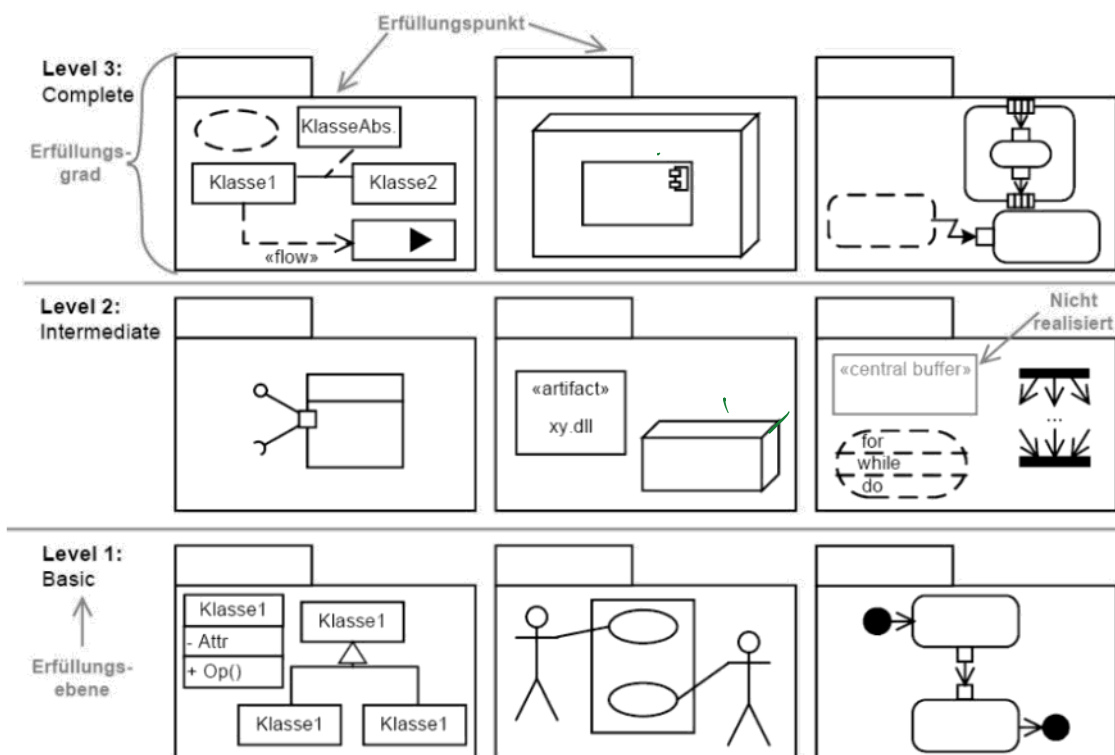 Erfüllungspunkt
Level 3:
Complete
Erfüllungs-
grad
KlasseAbs.
Klasse1
Klasse2
«flow»
Level 2:
Intermediate
Nicht
realisiert
«artifact»
xy.dll
«central buffer»
...
for
while
do
Level 1:
Basic
Erfüllungs-
ebene
Klasse1
- Attr
+ Op()
Klasse1
Klasse1
Klasse1